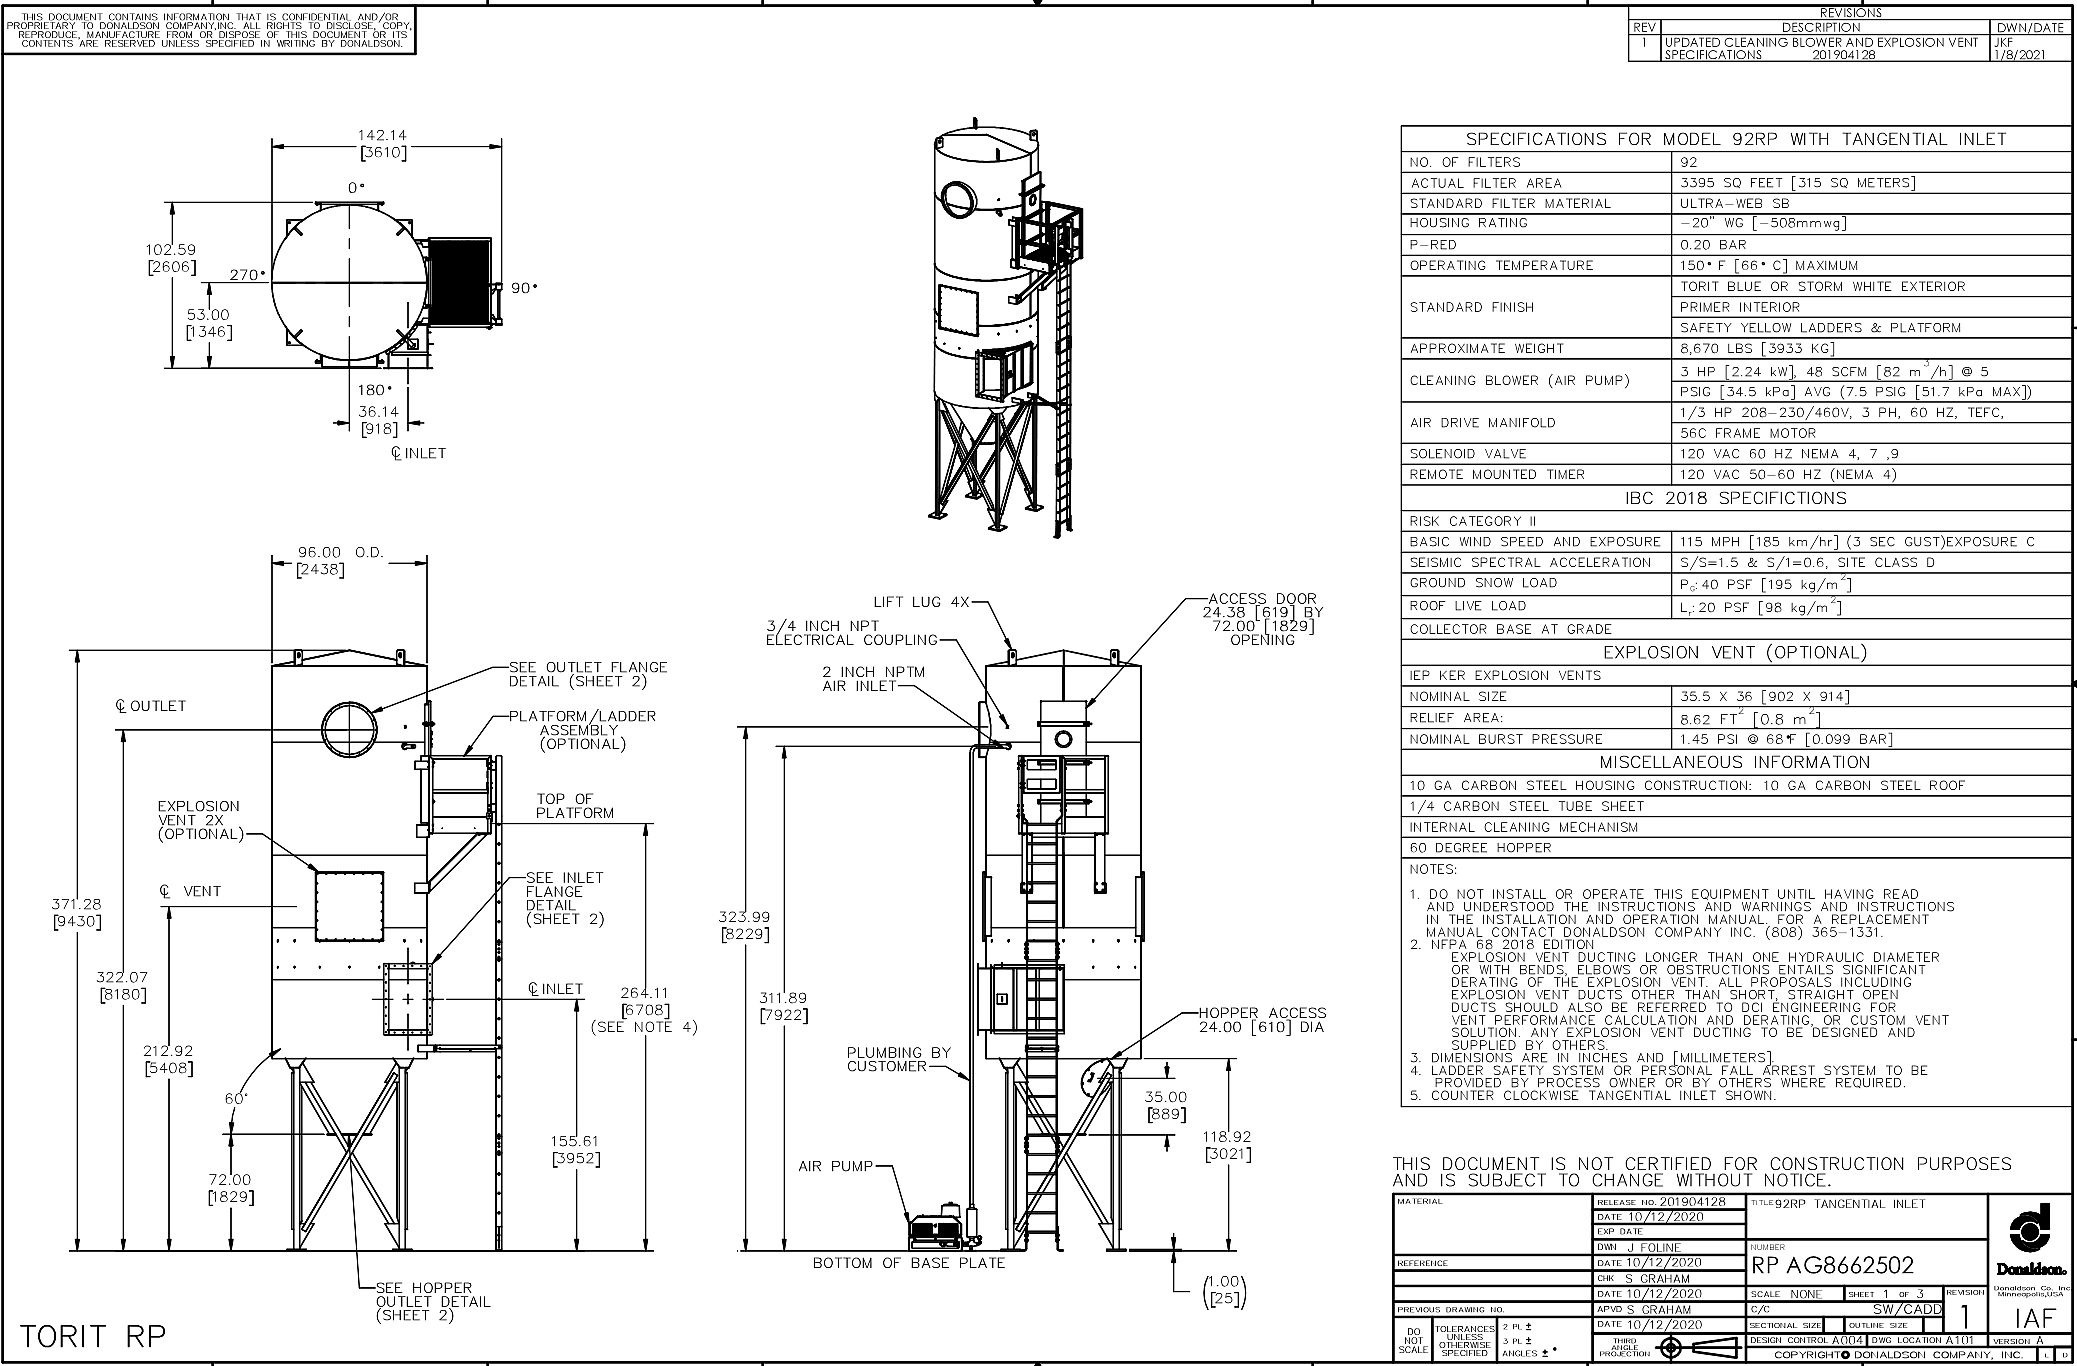 THIS DOCUMENT CONTAINS INFORMATION THAT IS CONFIDENTIAL AND/OR
PROPRIETARY TO DONALDSON COMPANY,INC. ALL RIGHTS TO DISCLOSE, COPY,
REPRODUCE, MANUFACTURE FROM OR DISPOSE OF THIS DOCUMENT OR ITS
CONTENTS ARE RESERVED UNLESS SPECIFIED IN WRITING BY DONALDSON.
REVISIONS
REV DESCRIPTION DWN/DATE
1 UPDATED CLEANING BLOWER AND EXPLOSION VENT JKF
SPECIFICATIONS 201904128 1/8/2021
142.14
[3610]
0°
102.59
[2606]
270°
90°
53.00
[1346]
180°
36.14
[918]
℄ INLET
96.00 O.D.
[2438]
SEE OUTLET FLANGE
DETAIL (SHEET 2)
℄ OUTLET
PLATFORM/LADDER
ASSEMBLY
(OPTIONAL)
EXPLOSION
VENT 2X
(OPTIONAL)
TOP OF
PLATFORM
℄ VENT
SEE INLET
FLANGE
DETAIL
(SHEET 2)
371.28
[9430]
322.07
[8180]
℄ INLET
264.11
[6708]
(SEE NOTE 4)
212.92
[5408]
60°
155.61
[3952]
72.00
[1829]
SEE HOPPER
OUTLET DETAIL
(SHEET 2)
TORIT RP
LIFT LUG 4X
3/4 INCH NPT
ELECTRICAL COUPLING
2 INCH NPTM
AIR INLET
ACCESS DOOR
24.38 [619] BY
72.00 [1829]
OPENING
323.99
[8229]
311.89
[7922]
HOPPER ACCESS
24.00 [610] DIA
PLUMBING BY
CUSTOMER
35.00
[889]
118.92
[3021]
AIR PUMP
BOTTOM OF BASE PLATE
(1.00)
[25]
SPECIFICATIONS FOR MODEL 92RP WITH TANGENTIAL INLET
NO. OF FILTERS 92
ACTUAL FILTER AREA 3395 SQ FEET [315 SQ METERS]
STANDARD FILTER MATERIAL ULTRA-WEB SB
HOUSING RATING -20" WG [-508mmwg]
P-RED 0.20 BAR
OPERATING TEMPERATURE 150° F [66° C] MAXIMUM
STANDARD FINISH TORIT BLUE OR STORM WHITE EXTERIOR
PRIMER INTERIOR
SAFETY YELLOW LADDERS & PLATFORM
APPROXIMATE WEIGHT 8,670 LBS [3933 KG]
CLEANING BLOWER (AIR PUMP) 3 HP [2.24 kW], 48 SCFM [82 m³/h] @ 5
PSIG [34.5 kPa] AVG (7.5 PSIG [51.7 kPa MAX])
AIR DRIVE MANIFOLD 1/3 HP 208-230/460V, 3 PH, 60 HZ, TEFC,
56C FRAME MOTOR
SOLENOID VALVE 120 VAC 60 HZ NEMA 4, 7 ,9
REMOTE MOUNTED TIMER 120 VAC 50-60 HZ (NEMA 4)
IBC 2018 SPECIFICTIONS
RISK CATEGORY II
BASIC WIND SPEED AND EXPOSURE 115 MPH [185 km/hr] (3 SEC GUST)EXPOSURE C
SEISMIC SPECTRAL ACCELERATION S/S=1.5 & S/1=0.6, SITE CLASS D
GROUND SNOW LOAD PG: 40 PSF [195 kg/m²]
ROOF LIVE LOAD Lr: 20 PSF [98 kg/m²]
COLLECTOR BASE AT GRADE
EXPLOSION VENT (OPTIONAL)
IEP KER EXPLOSION VENTS
NOMINAL SIZE 35.5 X 36 [902 X 914]
RELIEF AREA: 8.62 FT² [0.8 m²]
NOMINAL BURST PRESSURE 1.45 PSI @ 68°F [0.099 BAR]
MISCELLANEOUS INFORMATION
10 GA CARBON STEEL HOUSING CONSTRUCTION: 10 GA CARBON STEEL ROOF
1/4 CARBON STEEL TUBE SHEET
INTERNAL CLEANING MECHANISM
60 DEGREE HOPPER
NOTES:
1. DO NOT INSTALL OR OPERATE THIS EQUIPMENT UNTIL HAVING READ
AND UNDERSTOOD THE INSTRUCTIONS AND WARNINGS AND INSTRUCTIONS
IN THE INSTALLATION AND OPERATION MANUAL. FOR A REPLACEMENT
MANUAL CONTACT DONALDSON COMPANY INC. (808) 365-1331.
2. NFPA 68 2018 EDITION
EXPLOSION VENT DUCTING LONGER THAN ONE HYDRAULIC DIAMETER
OR WITH BENDS, ELBOWS OR OBSTRUCTIONS ENTAILS SIGNIFICANT
DERATING OF THE EXPLOSION VENT. ALL PROPOSALS INCLUDING
EXPLOSION VENT DUCTS OTHER THAN SHORT, STRAIGHT OPEN
DUCTS SHOULD ALSO BE REFERRED TO DCI ENGINEERING FOR
VENT PERFORMANCE CALCULATION AND DERATING, OR CUSTOM VENT
SOLUTION. ANY EXPLOSION VENT DUCTING TO BE DESIGNED AND
SUPPLIED BY OTHERS.
3. DIMENSIONS ARE IN INCHES AND [MILLIMETERS].
4. LADDER SAFETY SYSTEM OR PERSONAL FALL ARREST SYSTEM TO BE
PROVIDED BY PROCESS OWNER OR BY OTHERS WHERE REQUIRED.
5. COUNTER CLOCKWISE TANGENTIAL INLET SHOWN.
THIS DOCUMENT IS NOT CERTIFIED FOR CONSTRUCTION PURPOSES
AND IS SUBJECT TO CHANGE WITHOUT NOTICE.
MATERIAL
REFERENCE
PREVIOUS DRAWING NO.
DO
NOT
SCALE
TOLERANCES
UNLESS
OTHERWISE
SPECIFIED
2 PL ±
3 PL ±
ANGLES ± °
RELEASE NO. 201904128
DATE 10/12/2020
EXP DATE
DWN J FOLINE
DATE 10/12/2020
CHK S GRAHAM
DATE 10/12/2020
APVD S GRAHAM
DATE 10/12/2020
THIRD
ANGLE
PROJECTION
TITLE 92RP TANGENTIAL INLET
NUMBER
RP AG8662502
SCALE NONE SHEET 1 OF 3 REVISION
C/C SW/CADD 1
SECTIONAL SIZE OUTLINE SIZE
DESIGN CONTROL A004 DWG LOCATION A101 VERSION A
COPYRIGHT© DONALDSON COMPANY, INC. L D
Donaldson.
Donaldson Co, Inc
Minneapolis,USA
IAF